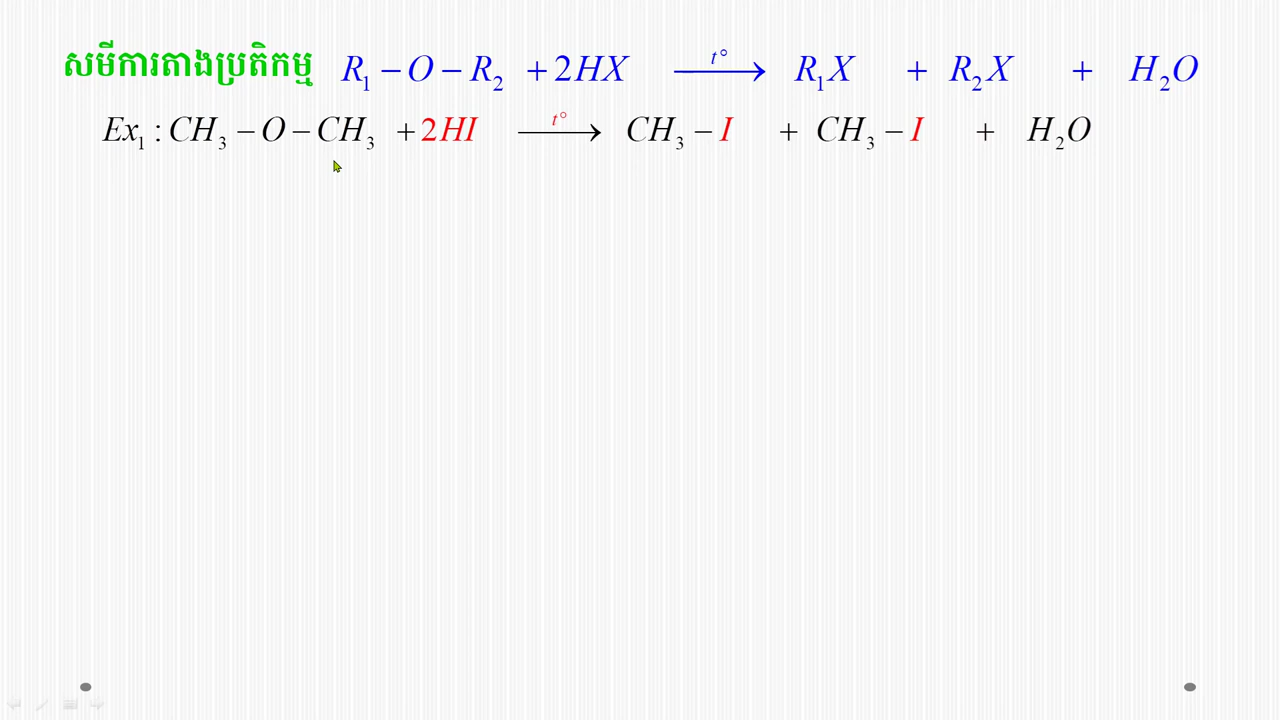 សមីការតាងប្រតិកម្ម R₁ – O – R₂ + 2HX —t°→ R₁X + R₂X + H₂O
Ex₁ : CH₃ – O – CH₃ + 2HI —t°→ CH₃ – I + CH₃ – I + H₂O